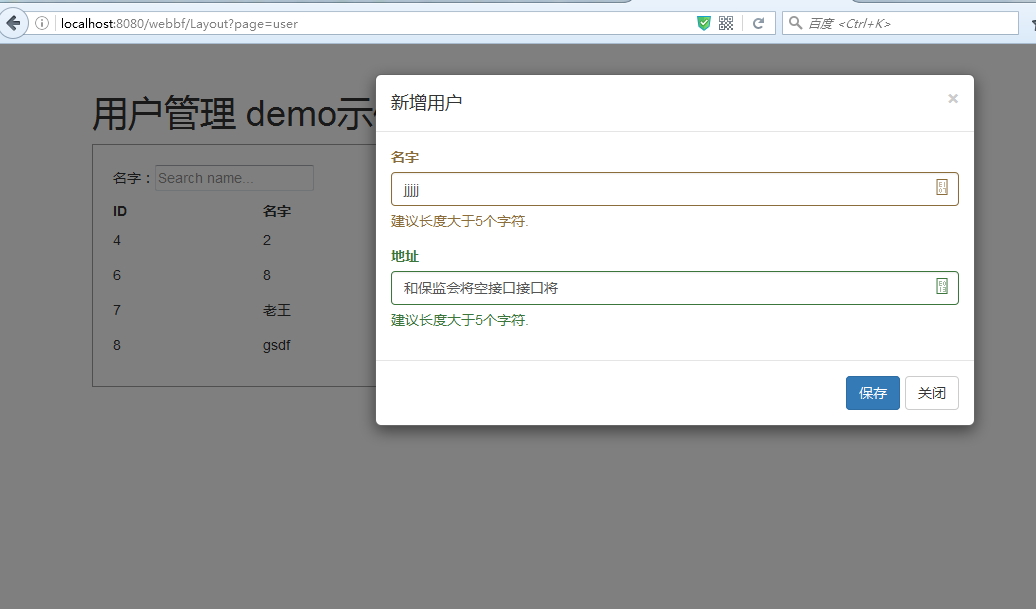 localhost:8080/webbf/Layout?page=user
百度 <Ctrl+K>
用户管理 demo示
名字：Search name...
ID 名字
4 2
6 8
7 老王
8 gsdf
新增用户
×
名字
jjjjj
建议长度大于5个字符.
地址
和保监会将空接口接口将
建议长度大于5个字符.
保存 关闭